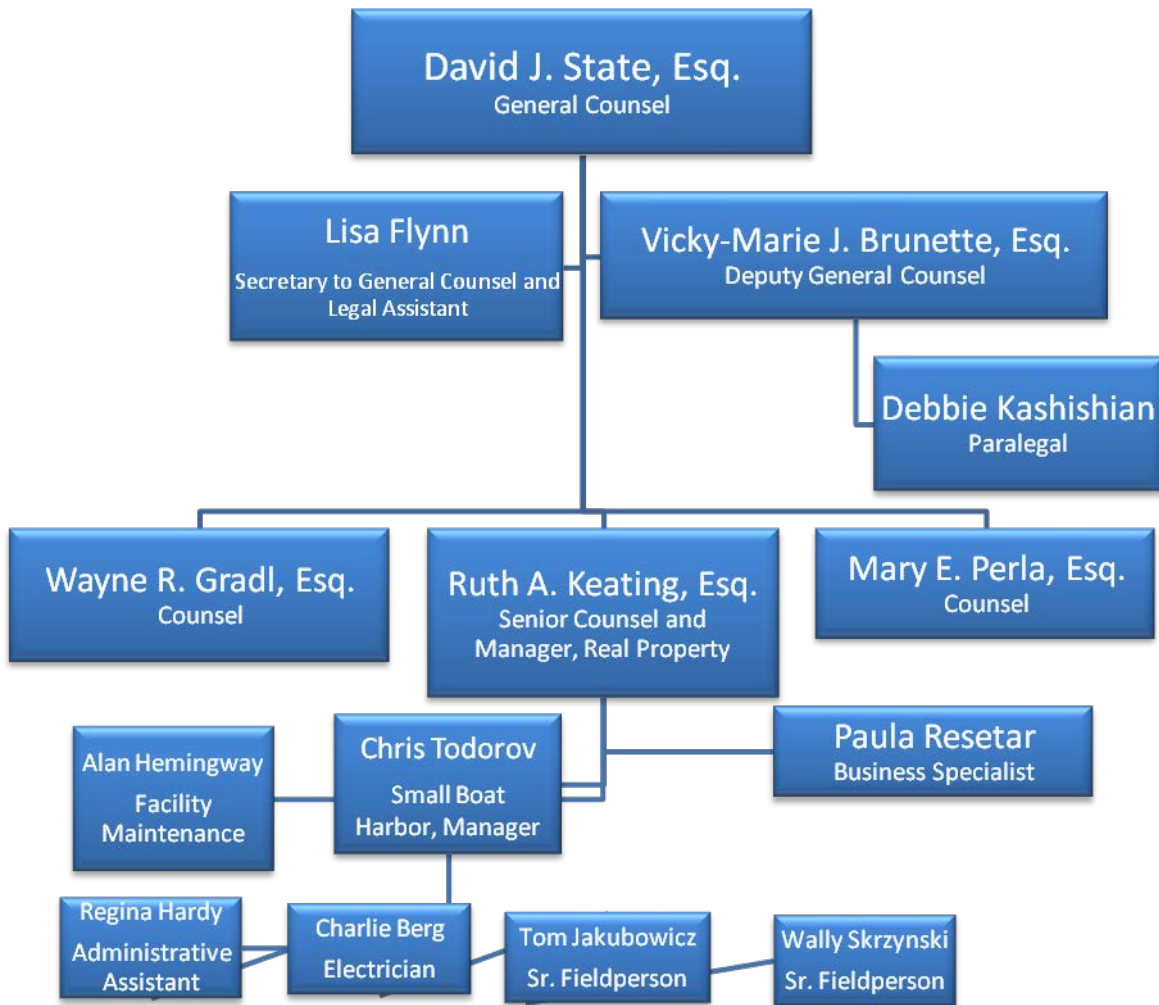 David J. State, Esq.
General Counsel
Lisa Flynn
Secretary to General Counsel and
Legal Assistant
Vicky-Marie J. Brunette, Esq.
Deputy General Counsel
Debbie Kashishian
Paralegal
Wayne R. Gradl, Esq.
Counsel
Ruth A. Keating, Esq.
Senior Counsel and
Manager, Real Property
Mary E. Perla, Esq.
Counsel
Alan Hemingway
Facility
Maintenance
Chris Todorov
Small Boat
Harbor, Manager
Paula Resetar
Business Specialist
Regina Hardy
Administrative
Assistant
Charlie Berg
Electrician
Tom Jakubowicz
Sr. Fieldperson
Wally Skrzynski
Sr. Fieldperson